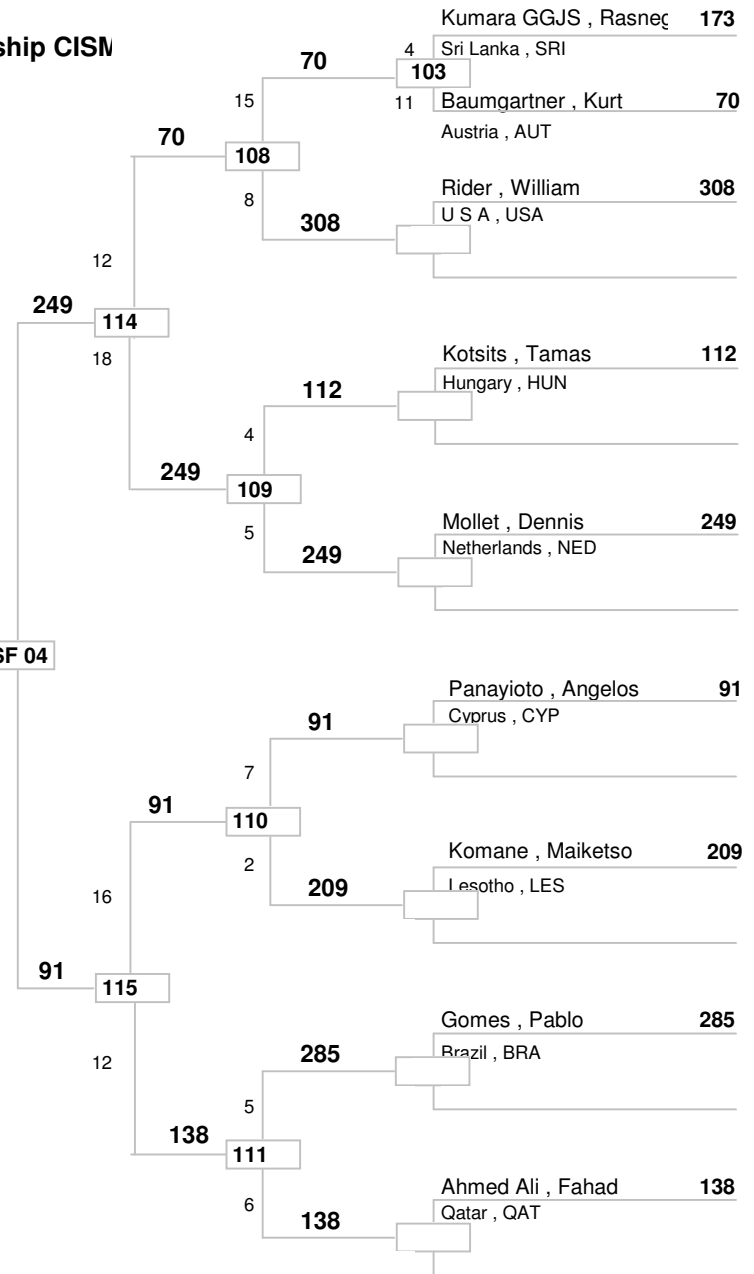 Kumara GGJS , Rasneg 173
ship CISM
4 Sri Lanka , SRI
70
103
15 11 Baumgartner , Kurt 70
70 Austria , AUT
108
Rider , William 308
8 U S A , USA
308
12
249
114
Kotsits , Tamas 112
18
Hungary , HUN
112
4
249
109
Mollet , Dennis 249
5 Netherlands , NED
249
SF 04
Panayioto , Angelos 91
Cyprus , CYP
91
7
91
110
Komane , Maiketso 209
2
Lesotho , LES
209
16
91
115
Gomes , Pablo 285
Brazil , BRA
285
12
5
138
111
Ahmed Ali , Fahad 138
6 Qatar , QAT
138